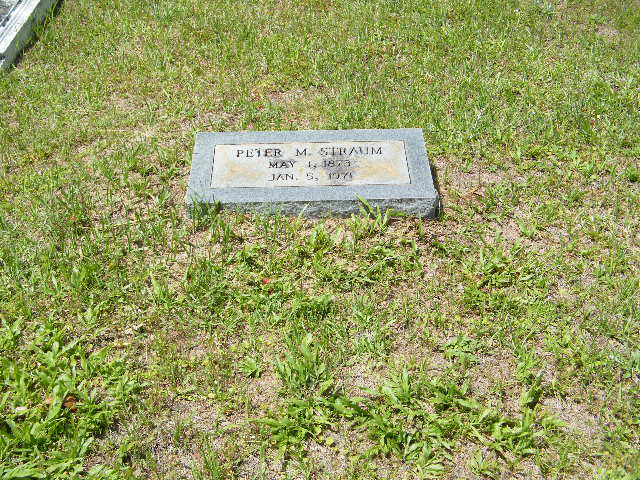 PETER M. STRAUM
MAY 1, 1873
JAN. 5, 1971